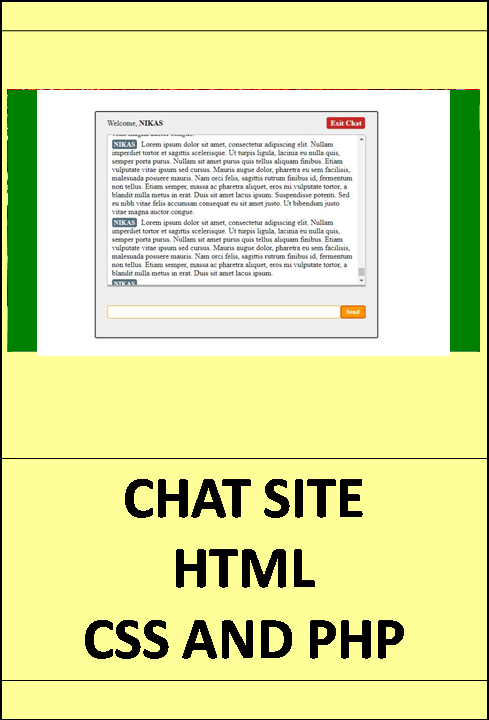 vitae magna auctor congue.
Welcome, NIKAS
Exit Chat
NIKAS Lorem ipsum dolor sit amet, consectetur adipiscing elit. Nullam
imperdiet tortor et sagittis scelerisque. Ut turpis ligula, lacinia eu nulla quis,
semper porta purus. Nullam sit amet purus quis tellus aliquam finibus. Etiam
vulputate vitae ipsum sed cursus. Mauris augue dolor, pharetra eu sem facilisis,
malesuada posuere mauris. Nam orci felis, sagittis rutrum finibus id, fermentum
non tellus. Etiam semper, massa ac pharetra aliquet, eros mi vulputate tortor, a
blandit nulla metus in erat. Duis sit amet lacus ipsum. Suspendisse potenti. Sed
eu nibh vitae felis accumsan consequat eu sit amet justo. Ut bibendum justo
vitae magna auctor congue.
NIKAS Lorem ipsum dolor sit amet, consectetur adipiscing elit. Nullam
imperdiet tortor et sagittis scelerisque. Ut turpis ligula, lacinia eu nulla quis,
semper porta purus. Nullam sit amet purus quis tellus aliquam finibus. Etiam
vulputate vitae ipsum sed cursus. Mauris augue dolor, pharetra eu sem facilisis,
malesuada posuere mauris. Nam orci felis, sagittis rutrum finibus id, fermentum
non tellus. Etiam semper, massa ac pharetra aliquet, eros mi vulputate tortor, a
blandit nulla metus in erat. Duis sit amet lacus ipsum.
NIKAS
Send
CHAT SITE
HTML
CSS AND PHP